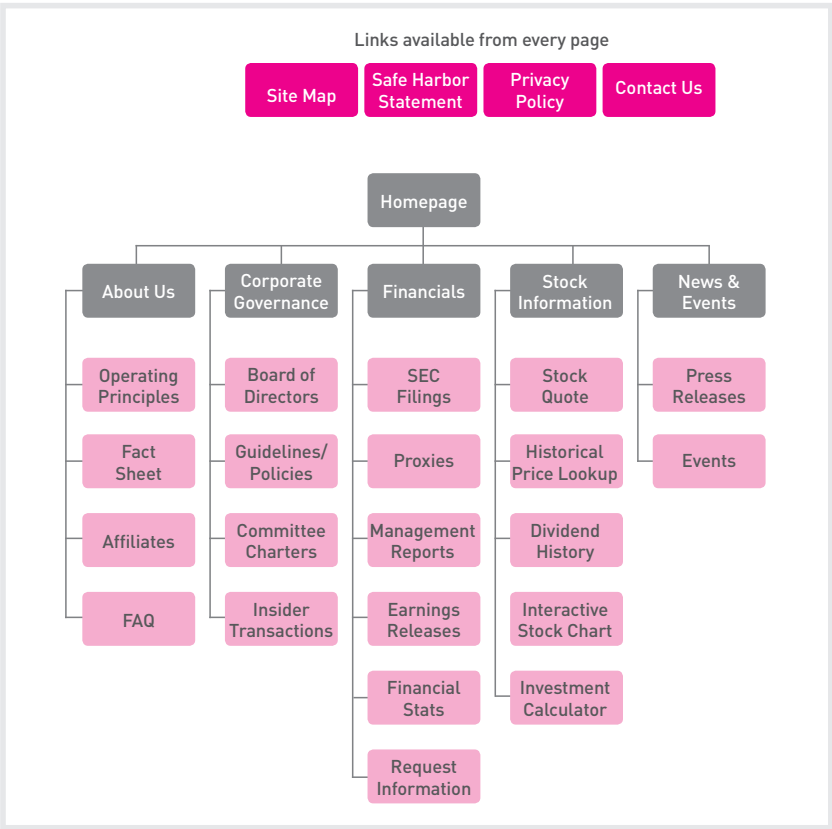 Links available from every page
Site Map
Safe Harbor
Statement
Privacy
Policy
Contact Us
Homepage
About Us
Corporate
Governance
Financials
Stock
Information
News &
Events
Operating
Principles
Board of
Directors
SEC
Filings
Stock
Quote
Press
Releases
Fact
Sheet
Guidelines/
Policies
Proxies
Historical
Price Lookup
Events
Affiliates
Committee
Charters
Management
Reports
Dividend
History
FAQ
Insider
Transactions
Earnings
Releases
Interactive
Stock Chart
Financial
Stats
Investment
Calculator
Request
Information